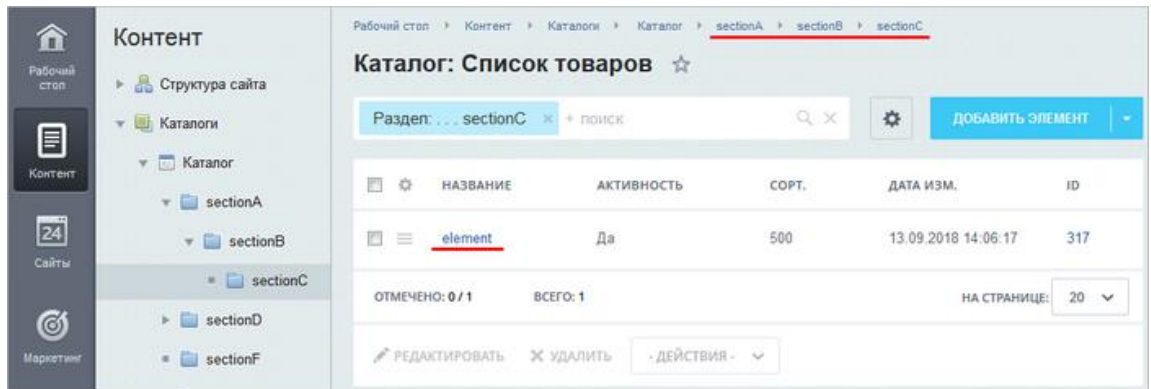 Рабочий стол
Контент
24
Сайты
Маркетинг
Контент
Структура сайта
Каталоги
Каталог
sectionA
sectionB
sectionC
sectionD
sectionF
Рабочий стол Контент Каталоги Каталог sectionA sectionB sectionC
Каталог: Список товаров
Раздел: . . . sectionC × + поиск
ДОБАВИТЬ ЭЛЕМЕНТ
НАЗВАНИЕ АКТИВНОСТЬ СОРТ. ДАТА ИЗМ. ID
element Да 500 13.09.2018 14:06:17 317
ОТМЕЧЕНО: 0 / 1 ВСЕГО: 1 НА СТРАНИЦЕ: 20
РЕДАКТИРОВАТЬ УДАЛИТЬ - ДЕЙСТВИЯ -